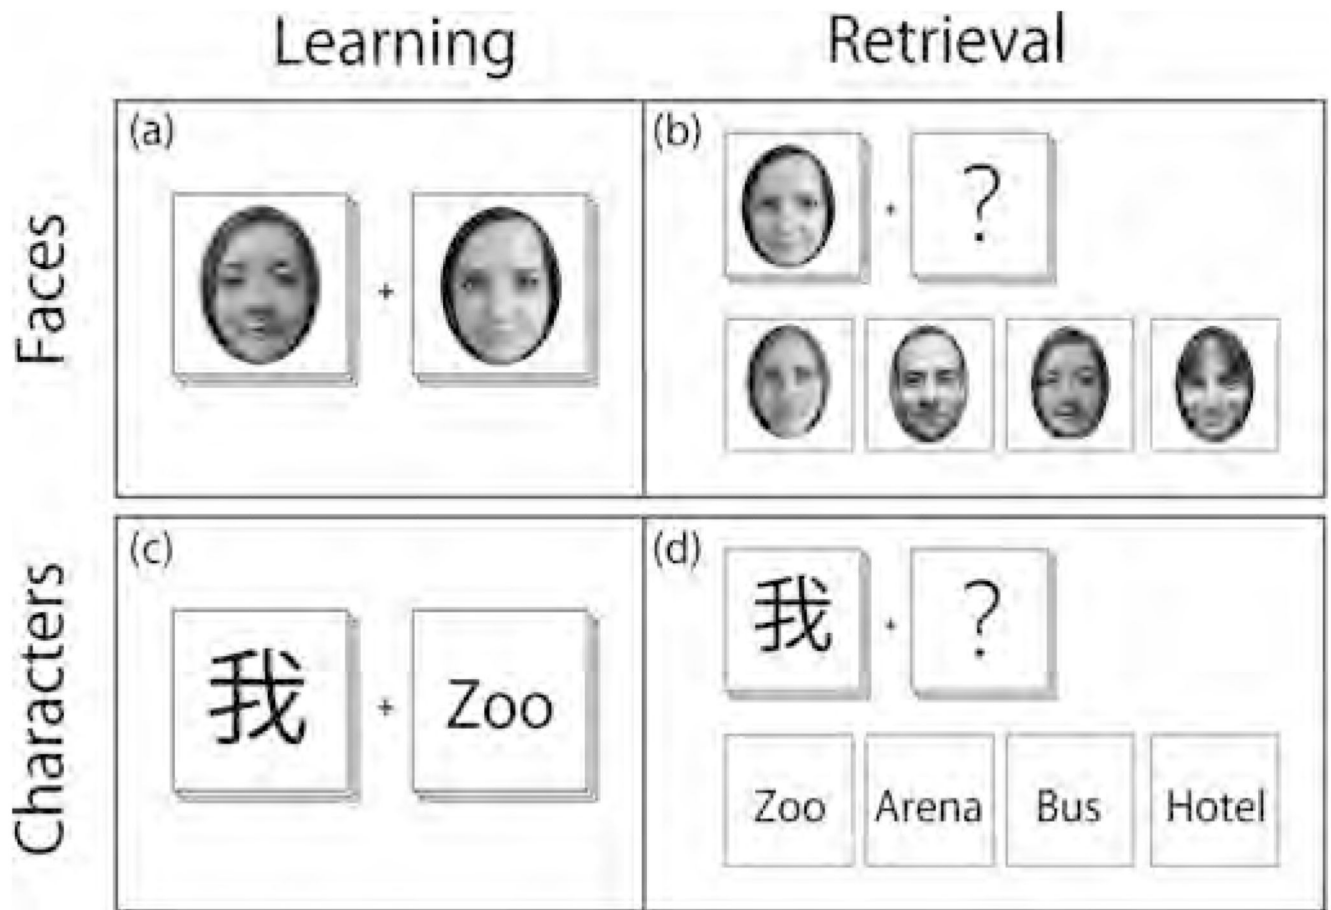 Learning
Retrieval
Faces
(a)
+
(b)
+ ?
Characters
(c)
我 + Zoo
(d)
我 + ?
Zoo Arena Bus Hotel